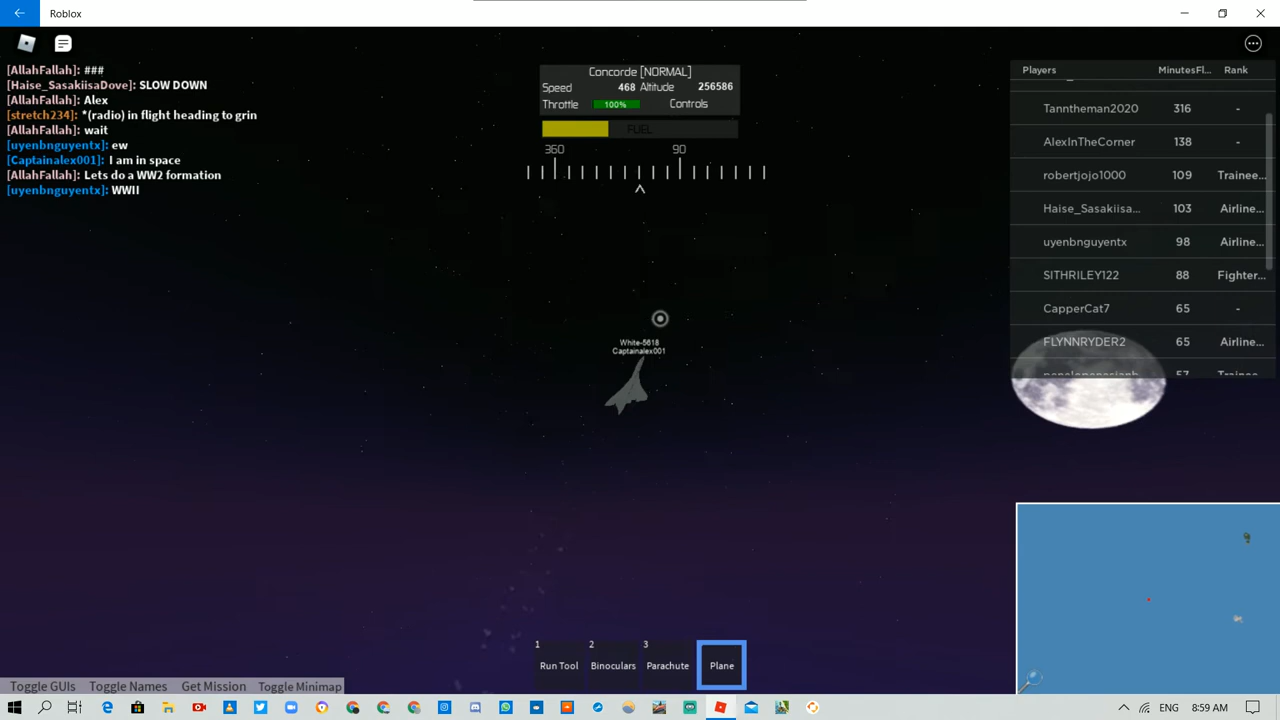 Roblox
[AllahFallah]: ###
[Haise_SasakiisaDove]: SLOW DOWN
[AllahFallah]: Alex
[stretch234]: *(radio) in flight heading to grin
[AllahFallah]: wait
[uyenbnguyentx]: ew
[Captainalex001]: I am in space
[AllahFallah]: Lets do a WW2 formation
[uyenbnguyentx]: WWII
Concorde [NORMAL]
Speed 468 Altitude 256586
Throttle 100% Controls
FUEL
360 90
Players MinutesFl... Rank
Tanntheman2020 316 -
AlexInTheCorner 138 -
robertjojo1000 109 Trainee...
Haise_Sasakiisa... 103 Airline...
uyenbnguyentx 98 Airline...
SITHRILEY122 88 Fighter...
CapperCat7 65 -
FLYNNRYDER2 65 Airline...
57 Trainee...
White-5618
Captainalex001
1 Run Tool
2 Binoculars
3 Parachute
Plane
Toggle GUIs Toggle Names Get Mission Toggle Minimap
8:59 AM